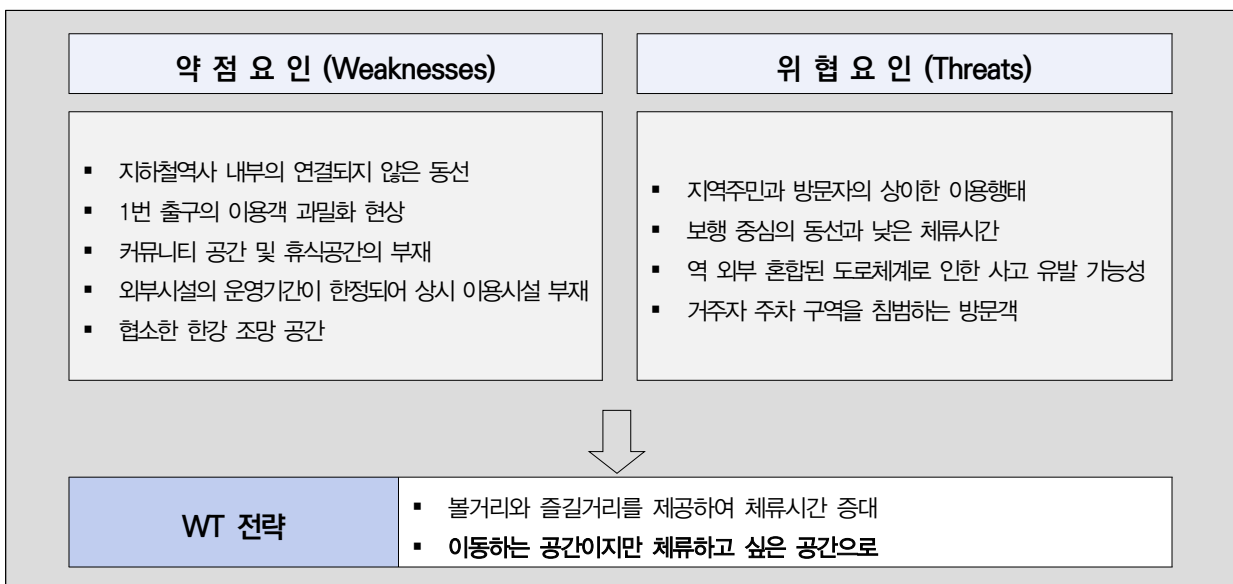 약 점 요 인 (Weaknesses)
▪ 지하철역사 내부의 연결되지 않은 동선
▪ 1번 출구의 이용객 과밀화 현상
▪ 커뮤니티 공간 및 휴식공간의 부재
▪ 외부시설의 운영기간이 한정되어 상시 이용시설 부재
▪ 협소한 한강 조망 공간
위 협 요 인 (Threats)
▪ 지역주민과 방문자의 상이한 이용행태
▪ 보행 중심의 동선과 낮은 체류시간
▪ 역 외부 혼합된 도로체계로 인한 사고 유발 가능성
▪ 거주자 주차 구역을 침범하는 방문객
WT 전략
▪ 볼거리와 즐길거리를 제공하여 체류시간 증대
▪ 이동하는 공간이지만 체류하고 싶은 공간으로